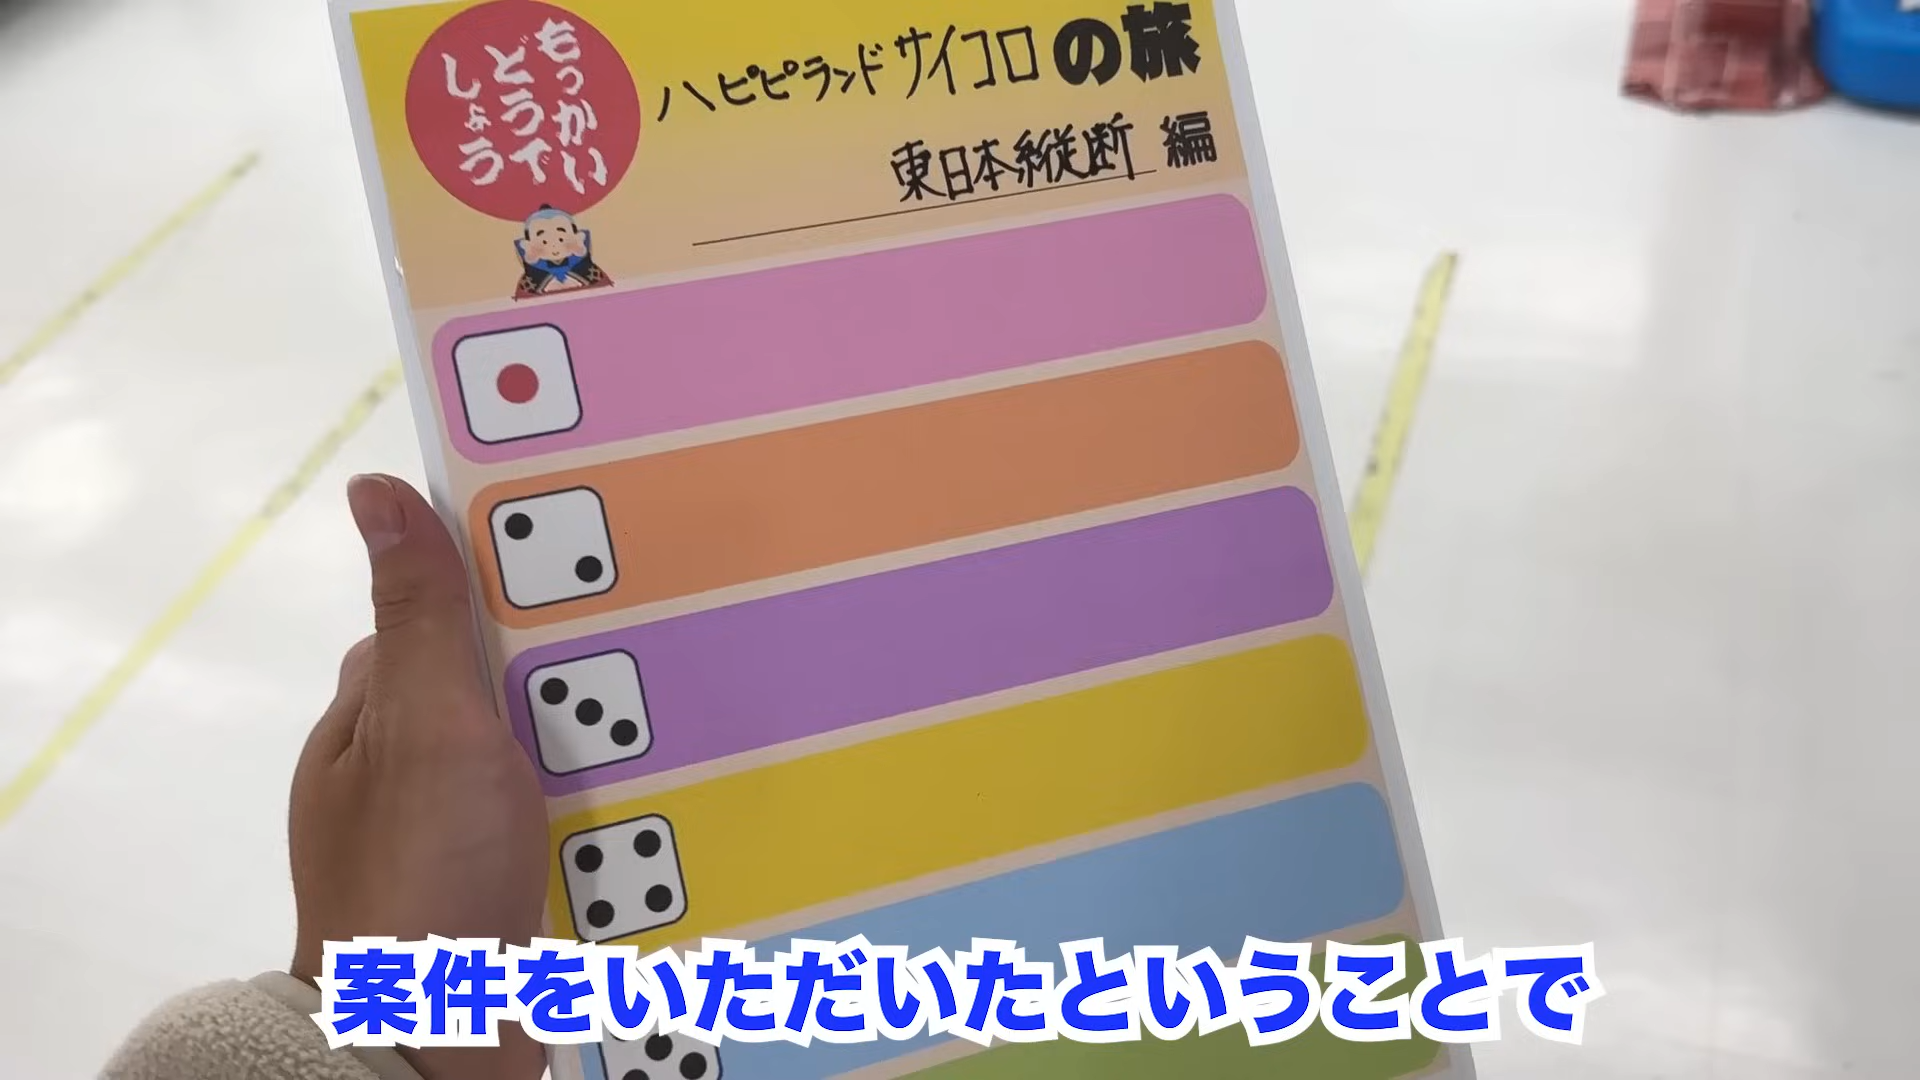 もっかい
どうで
しょう
ハピピランドサイコロの旅
東日本縦断 編
案件をいただいたということで